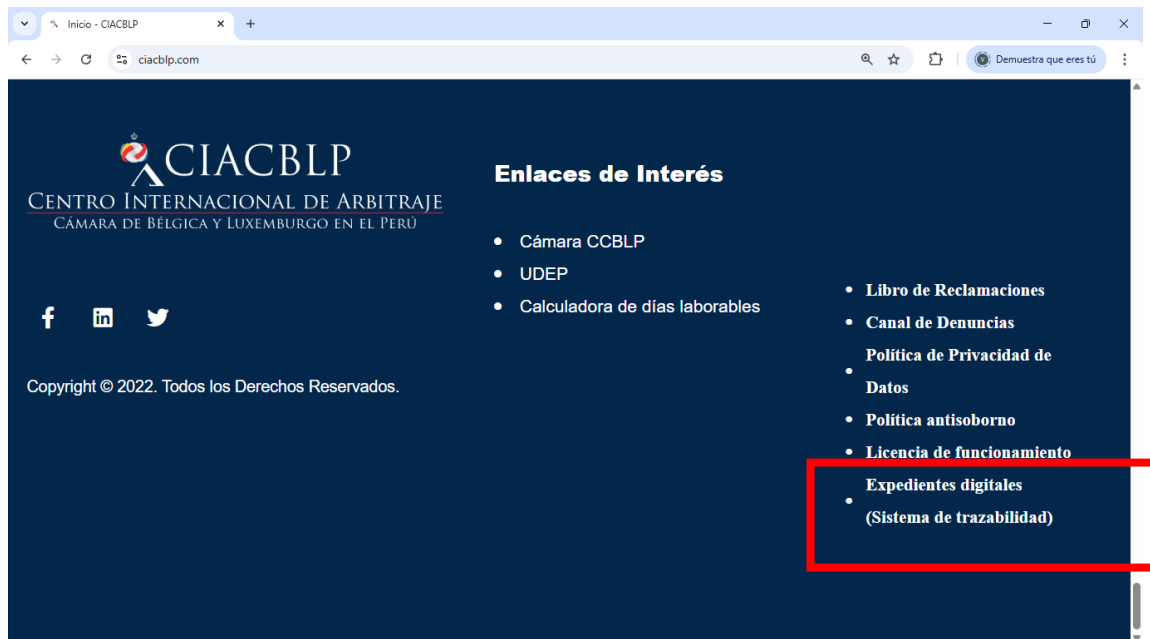 Inicio - CIACBLP
ciacblp.com
Demuestra que eres tú
CIACBLP
CENTRO INTERNACIONAL DE ARBITRAJE
CÁMARA DE BÉLGICA Y LUXEMBURGO EN EL PERÚ
Copyright © 2022. Todos los Derechos Reservados.
Enlaces de Interés
Cámara CCBLP
UDEP
Calculadora de días laborables
Libro de Reclamaciones
Canal de Denuncias
Política de Privacidad de
Datos
Política antisoborno
Licencia de funcionamiento
Expedientes digitales
(Sistema de trazabilidad)